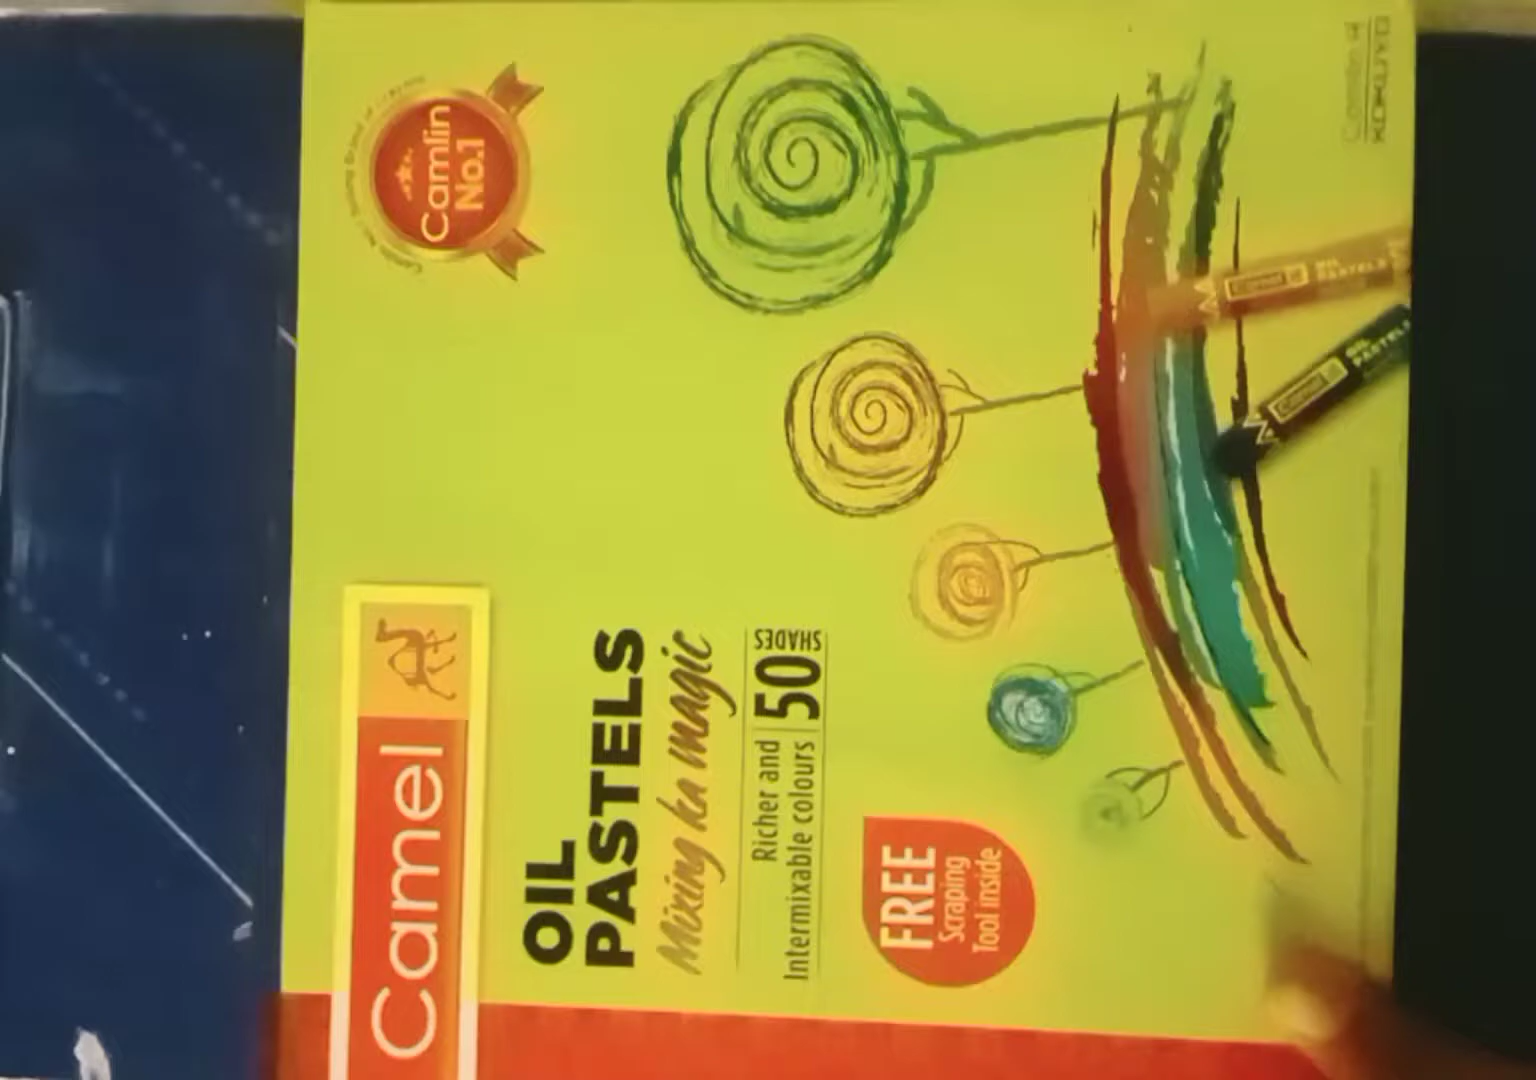 Camel
OIL
PASTELS
Mixing ka magic
Richer and
Intermixable colours
50
SHADES
FREE
Scraping
Tool inside
Camlin
No.1
OIL
PASTELS
Camel
OIL
PASTELS
Camel
KOKUYO